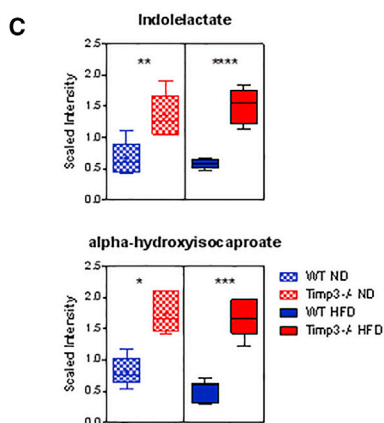 C
Indolelactate
Scaled Intensity
2.5
2.0
1.5
1.0
0.5
0.0
**
****
alpha-hydroxyisocaproate
Scaled Intensity
2.5
2.0
1.5
1.0
0.5
0.0
*
***
WT ND
Timp3-/- ND
WT HFD
Timp3-/- HFD